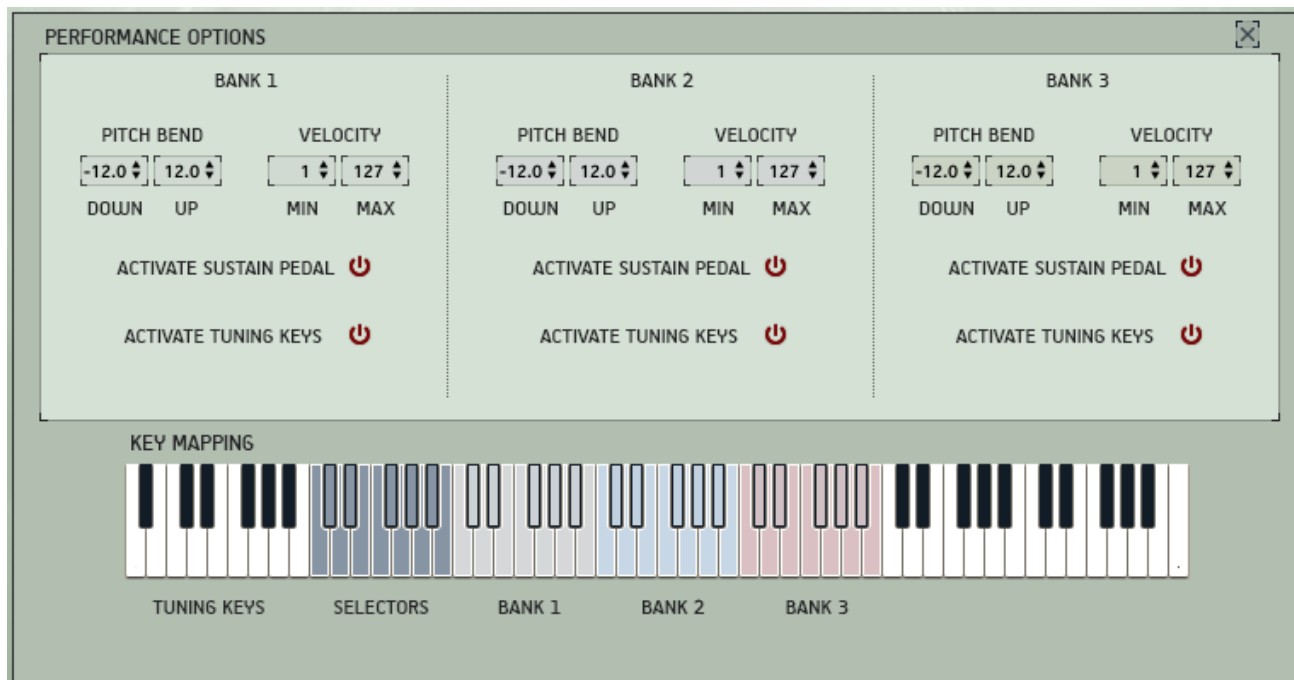 PERFORMANCE OPTIONS
BANK 1 BANK 2 BANK 3
PITCH BEND VELOCITY PITCH BEND VELOCITY PITCH BEND VELOCITY
-12.0 12.0 1 127 -12.0 12.0 1 127 -12.0 12.0 1 127
DOWN UP MIN MAX DOWN UP MIN MAX DOWN UP MIN MAX
ACTIVATE SUSTAIN PEDAL ACTIVATE SUSTAIN PEDAL ACTIVATE SUSTAIN PEDAL
ACTIVATE TUNING KEYS ACTIVATE TUNING KEYS ACTIVATE TUNING KEYS
KEY MAPPING
TUNING KEYS SELECTORS BANK 1 BANK 2 BANK 3